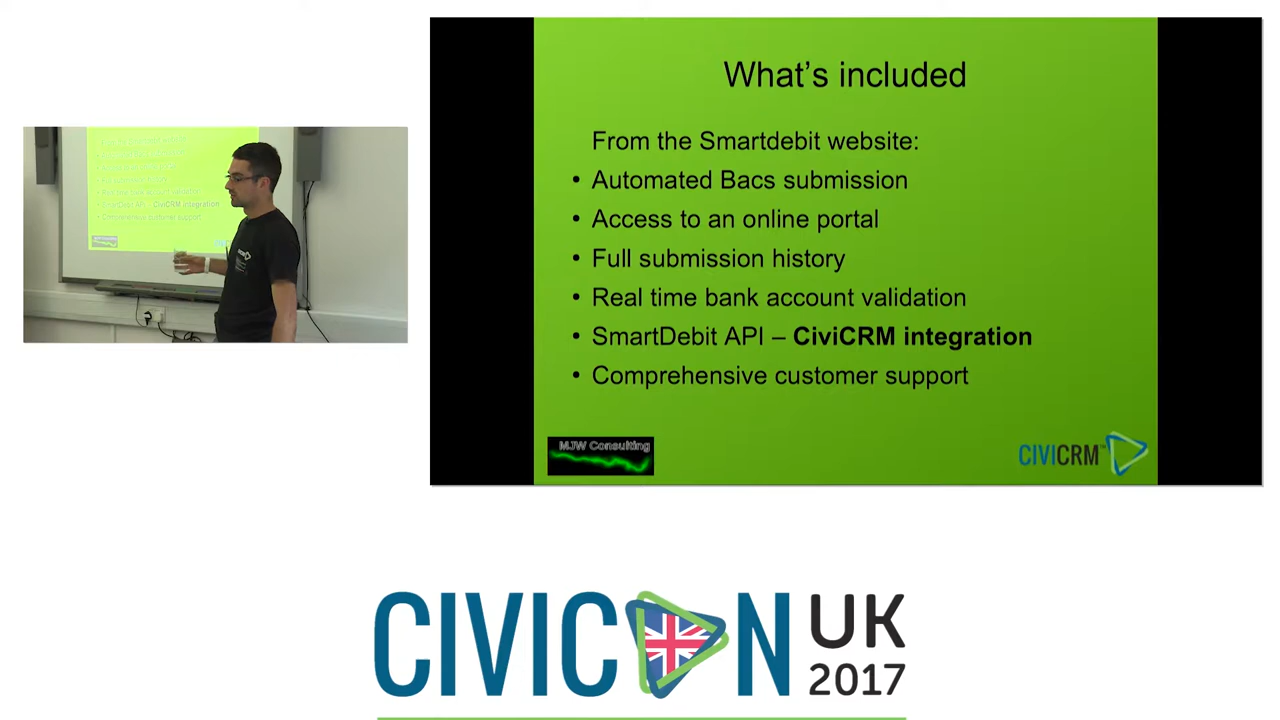 What's included
From the Smartdebit website:
• Automated Bacs submission
• Access to an online portal
• Full submission history
• Real time bank account validation
• SmartDebit API – CiviCRM integration
• Comprehensive customer support
MJW Consulting
CIVICRM™
CIVICON UK
2017